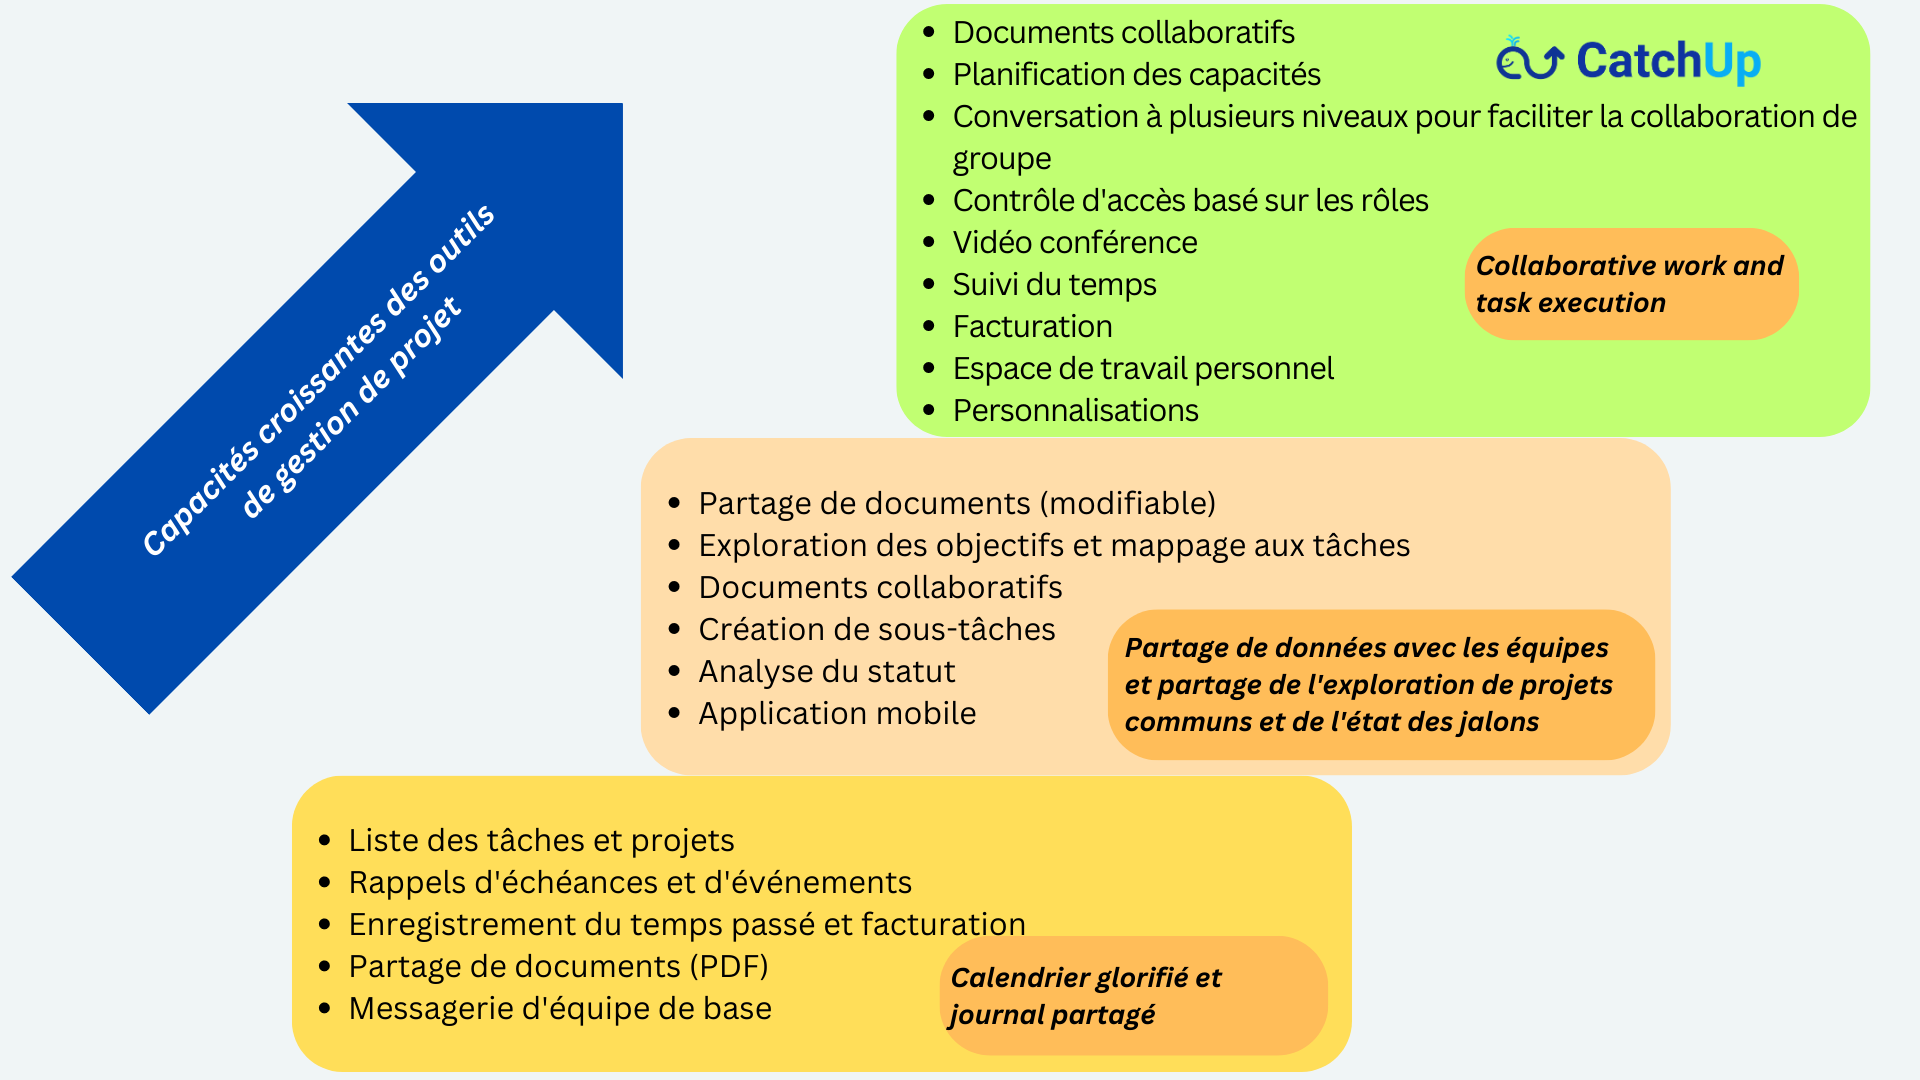 Documents collaboratifs
CatchUp
Planification des capacités
Conversation à plusieurs niveaux pour faciliter la collaboration de
groupe
Contrôle d'accès basé sur les rôles
Vidéo conférence
Suivi du temps
Facturation
Espace de travail personnel
Personnalisations
Collaborative work and
task execution
Capacités croissantes des outils
de gestion de projet
Partage de documents (modifiable)
Exploration des objectifs et mappage aux tâches
Documents collaboratifs
Création de sous-tâches
Analyse du statut
Application mobile
Partage de données avec les équipes
et partage de l'exploration de projets
communs et de l'état des jalons
Liste des tâches et projets
Rappels d'échéances et d'événements
Enregistrement du temps passé et facturation
Partage de documents (PDF)
Messagerie d'équipe de base
Calendrier glorifié et
journal partagé